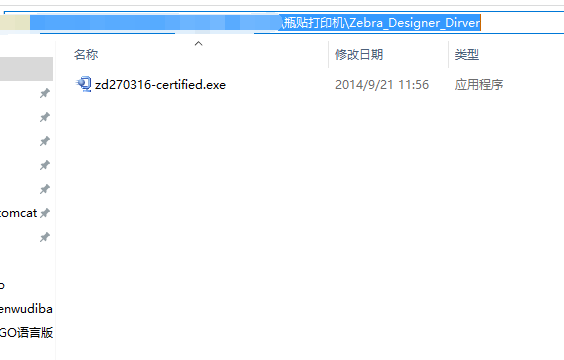 \瓶贴打印机\Zebra_Designer_Dirver
名称 修改日期 类型
zd270316-certified.exe 2014/9/21 11:56 应用程序
omcat
enwudiba
GO语言版